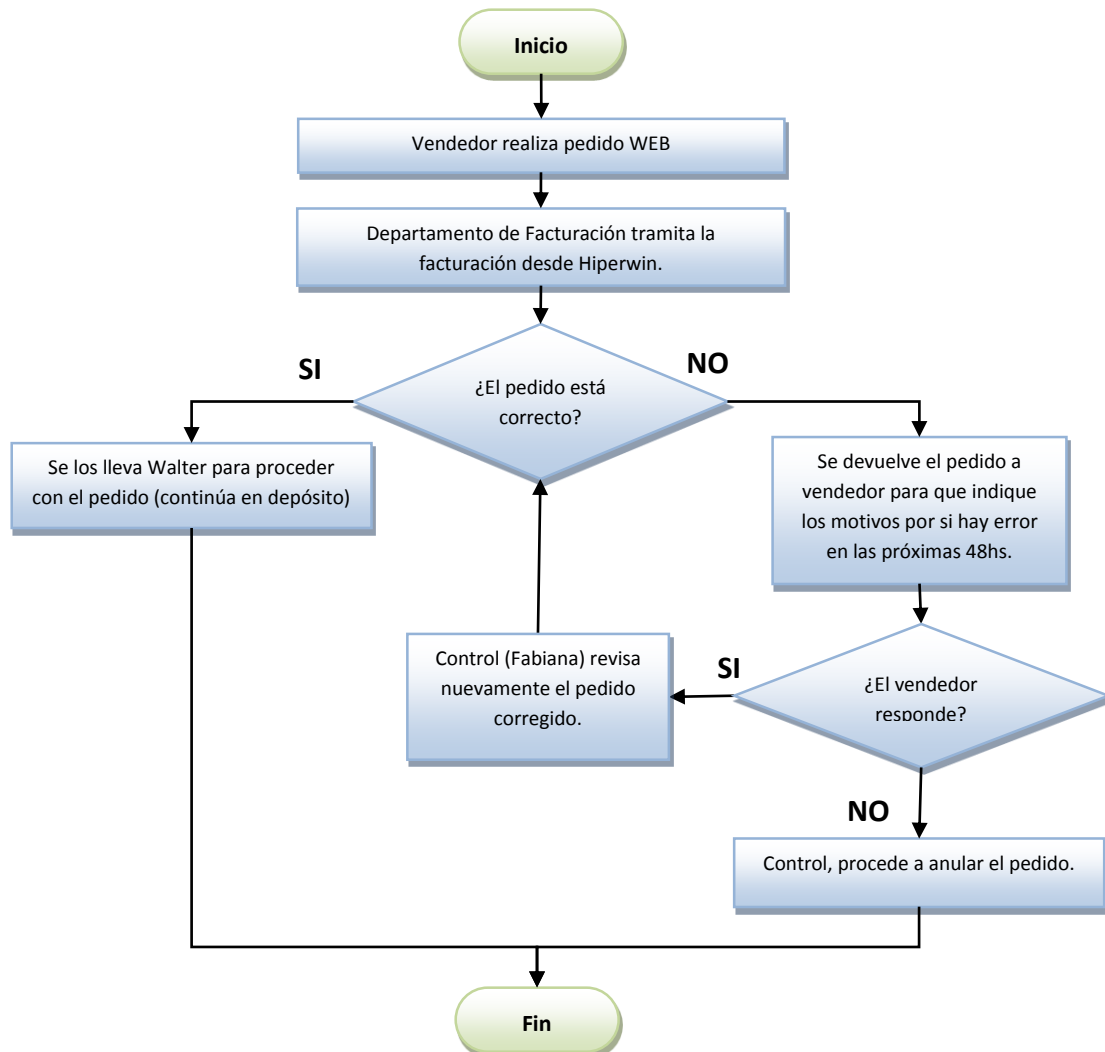 Inicio
Vendedor realiza pedido WEB
Departamento de Facturación tramita la
facturación desde Hiperwin.
SI
NO
¿El pedido está
correcto?
Se los lleva Walter para proceder
con el pedido (continúa en depósito)
Se devuelve el pedido a
vendedor para que indique
los motivos por si hay error
en las próximas 48hs.
Control (Fabiana) revisa
nuevamente el pedido
corregido.
SI
¿El vendedor
responde?
NO
Control, procede a anular el pedido.
Fin